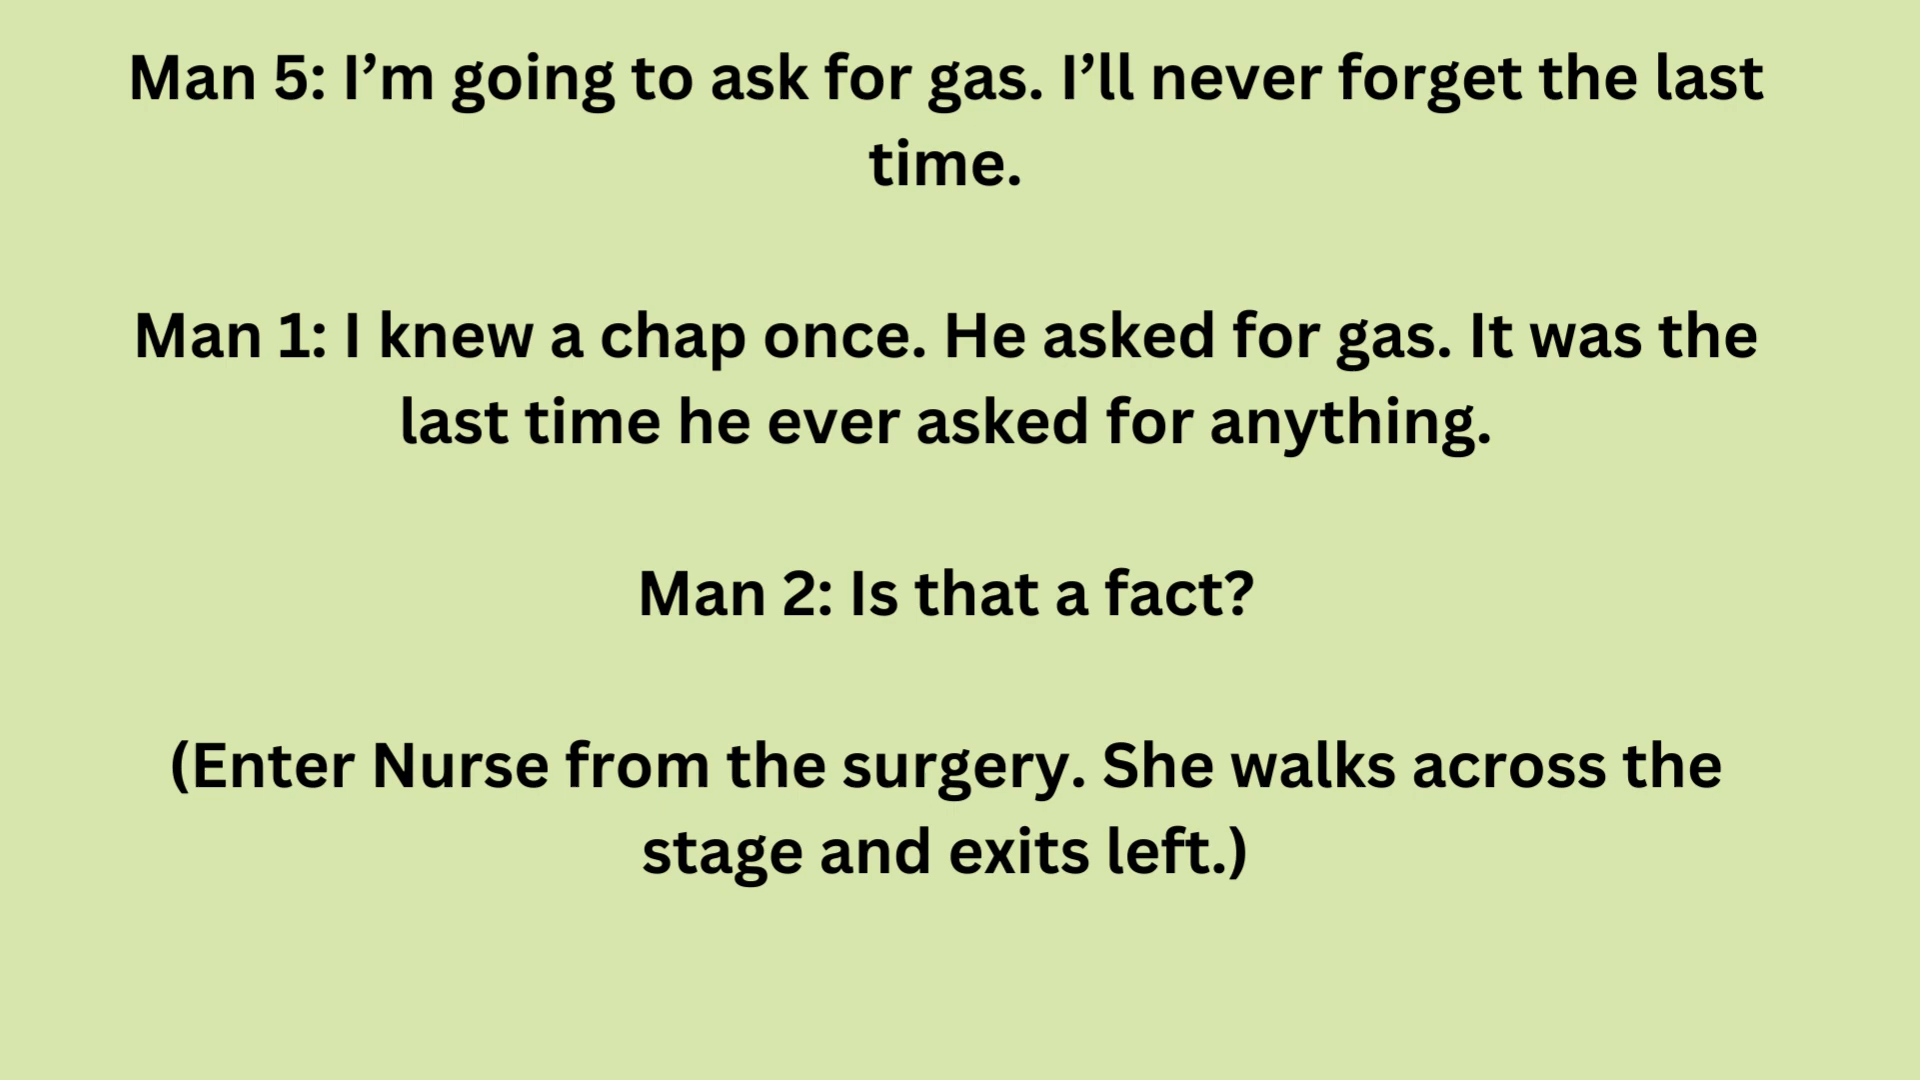 Man 5: I’m going to ask for gas. I’ll never forget the last
time.
Man 1: I knew a chap once. He asked for gas. It was the
last time he ever asked for anything.
Man 2: Is that a fact?
(Enter Nurse from the surgery. She walks across the
stage and exits left.)